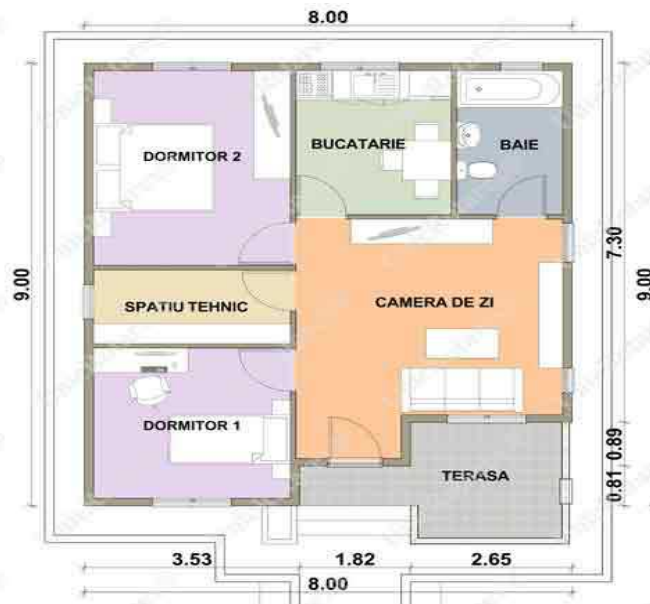 8.00
DORMITOR 2
BUCATARIE
BAIE
7.30
9.00
9.00
SPATIU TEHNIC
CAMERA DE ZI
DORMITOR 1
0.89
TERASA
0.81
3.53
1.82
2.65
8.00